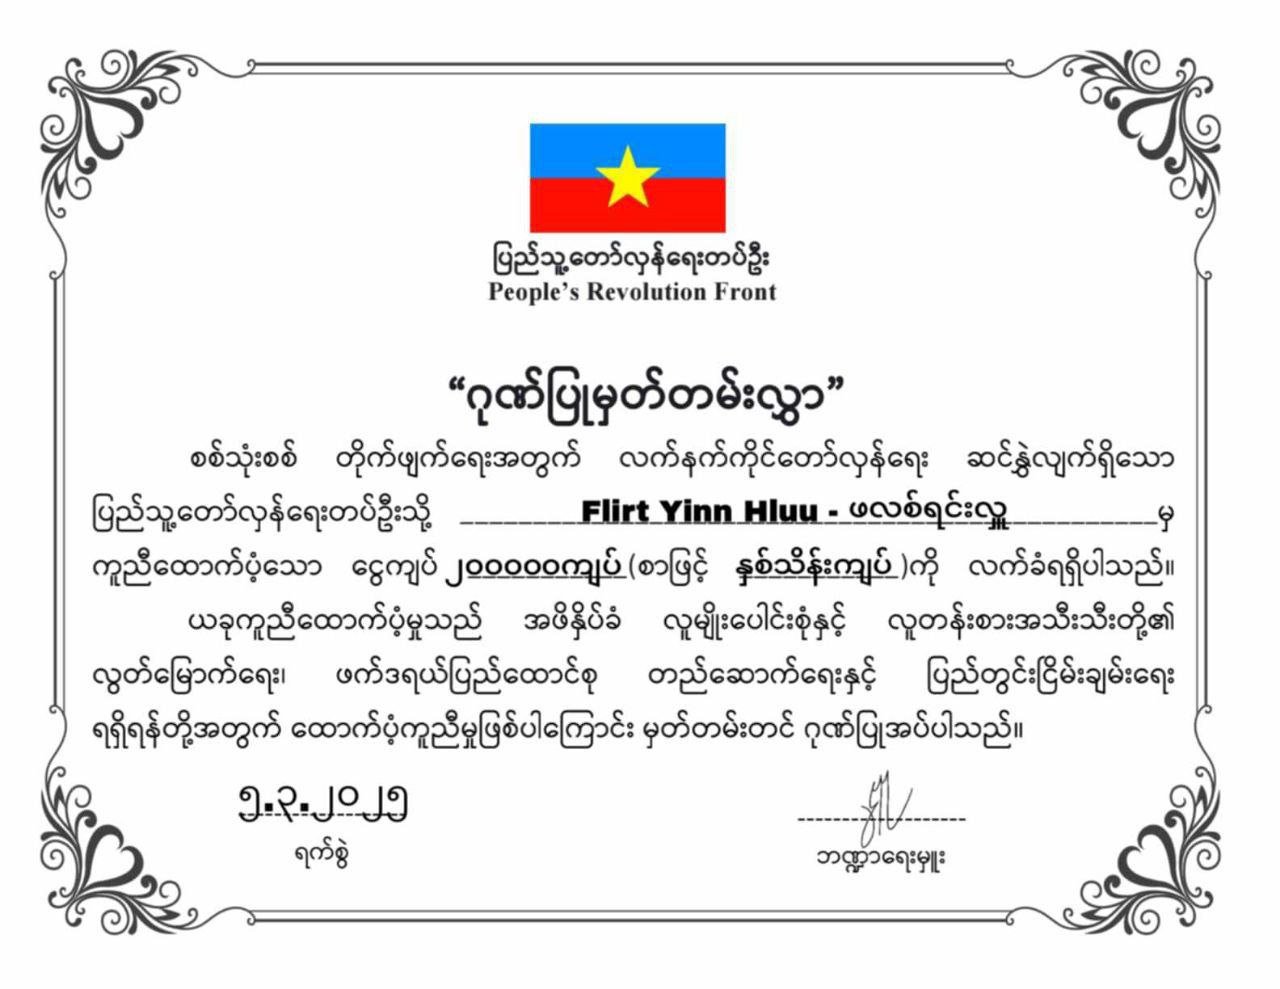 ပြည်သူ့တော်လှန်ရေးတပ်ဦး
People’s Revolution Front
“ဂုဏ်ပြုမှတ်တမ်းလွှာ”
စစ်သုံးစစ် တိုက်ဖျက်ရေးအတွက် လက်နက်ကိုင်တော်လှန်ရေး ဆင်နွှဲလျက်ရှိသော
ပြည်သူ့တော်လှန်ရေးတပ်ဦးသို့ Flirt Yinn Hluu - ဖလစ်ရင်းလှူ မှ
ကူညီထောက်ပံ့သော ငွေကျပ် ၂၀၀၀၀၀ကျပ် (စာဖြင့် နှစ်သိန်းကျပ် )ကို လက်ခံရရှိပါသည်။
ယခုကူညီထောက်ပံ့မှုသည် အဖိနှိပ်ခံ လူမျိုးပေါင်းစုံနှင့် လူတန်းစားအသီးသီးတို့၏
လွတ်မြောက်ရေး၊ ဖက်ဒရယ်ပြည်ထောင်စု တည်ဆောက်ရေးနှင့် ပြည်တွင်းငြိမ်းချမ်းရေး
ရရှိရန်တို့အတွက် ထောက်ပံ့ကူညီမှုဖြစ်ပါကြောင်း မှတ်တမ်းတင် ဂုဏ်ပြုအပ်ပါသည်။
၅.၃.၂၀၂၅
ရက်စွဲ
ဘဏ္ဍာရေးမှူး